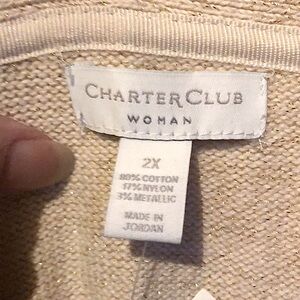 CHARTER CLUB
WOMAN
2X
80% COTTON
17% NYLON
3% METALLIC
MADE IN
JORDAN